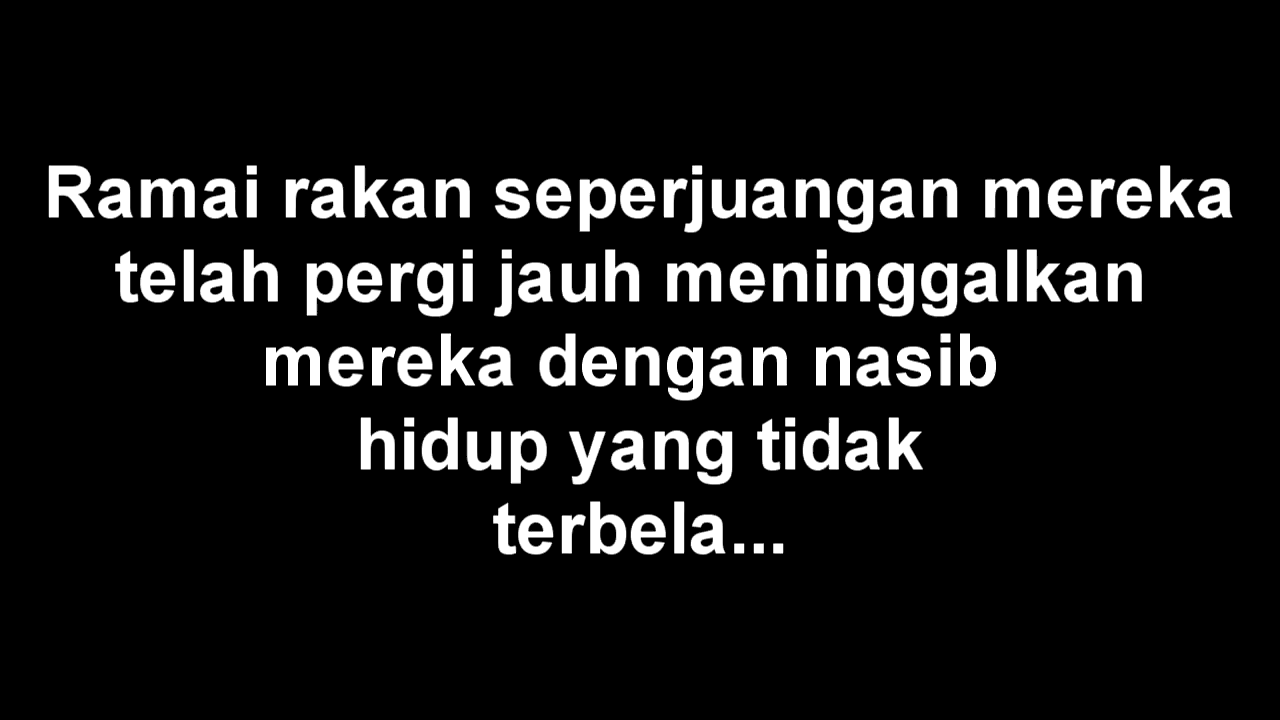 Ramai rakan seperjuangan mereka
telah pergi jauh meninggalkan
mereka dengan nasib
hidup yang tidak
terbela...